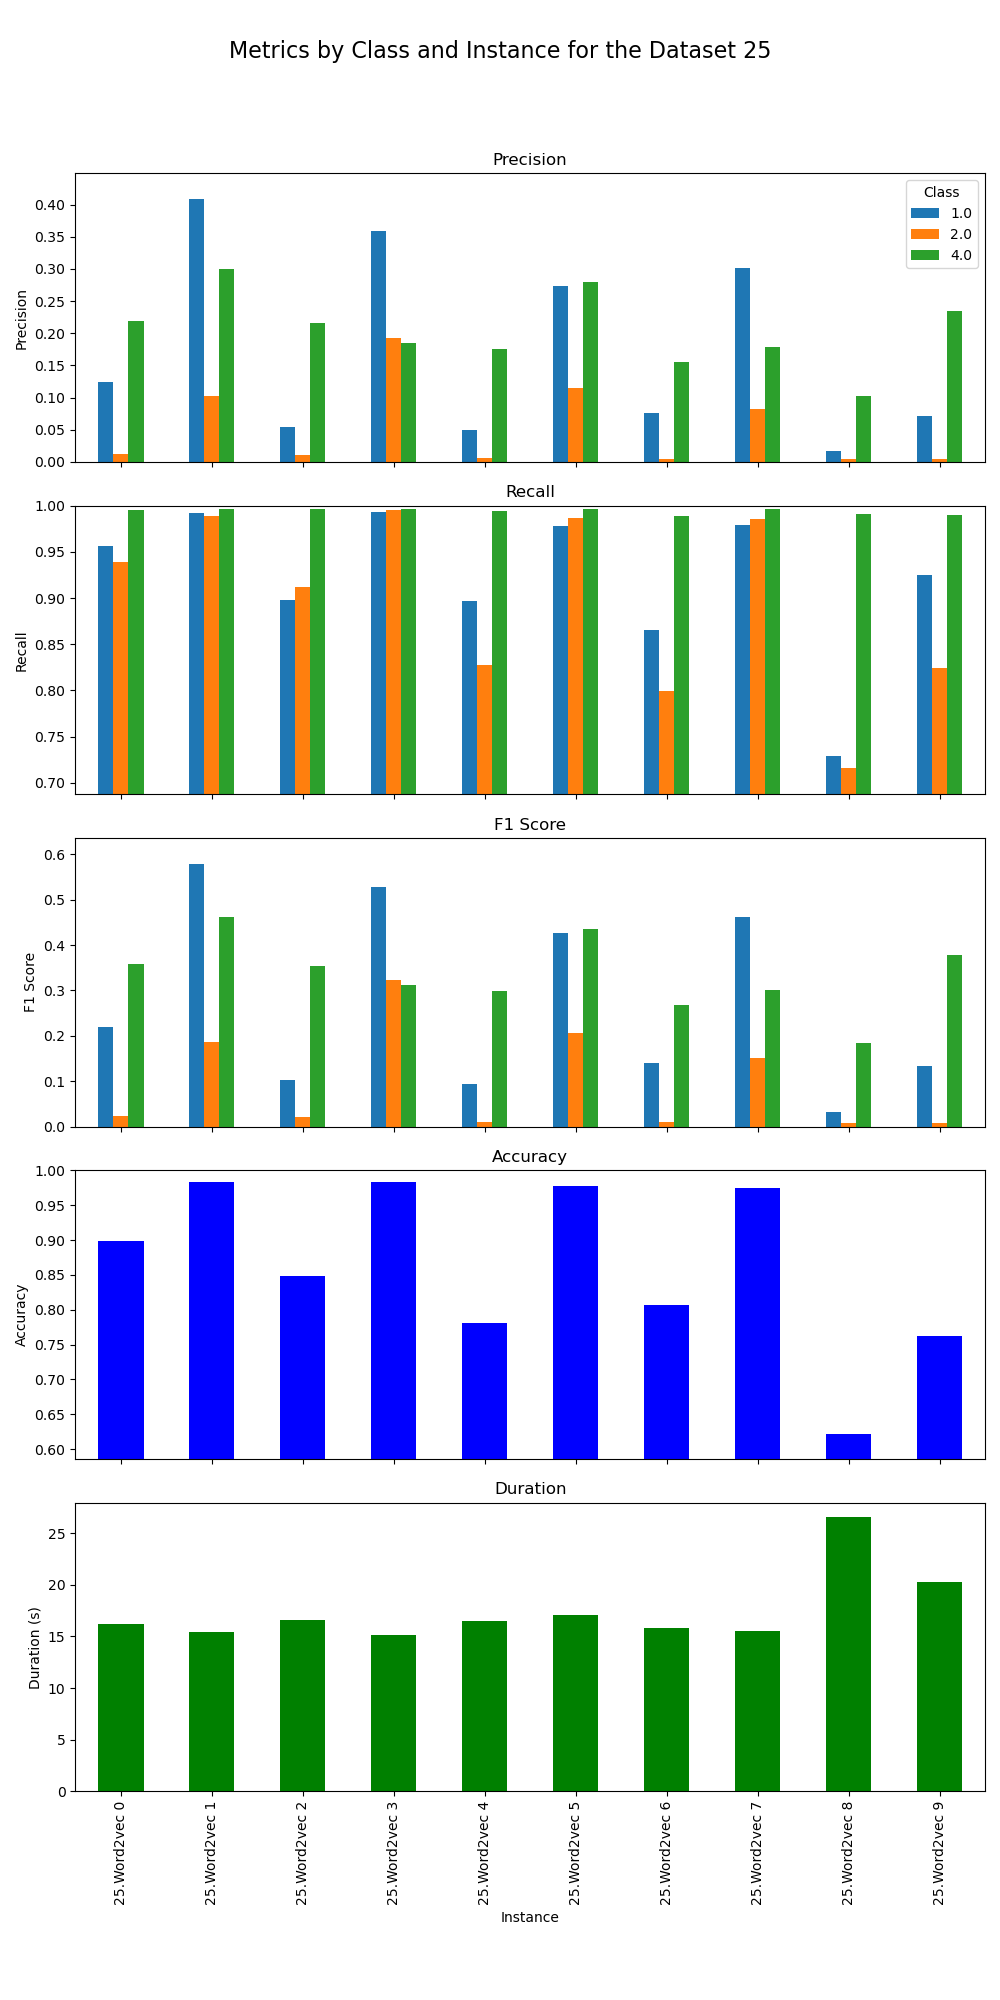 Metrics by Class and Instance for the Dataset 25
Precision
Class
1.0
2.0
4.0
0.40
0.35
0.30
0.25
0.20
0.15
0.10
0.05
0.00
Precision
Recall
1.00
0.95
0.90
0.85
0.80
0.75
0.70
Recall
F1 Score
0.6
0.5
0.4
0.3
0.2
0.1
0.0
F1 Score
Accuracy
1.00
0.95
0.90
0.85
0.80
0.75
0.70
0.65
0.60
Accuracy
Duration
25
20
15
10
5
0
Duration (s)
25.Word2vec 0
25.Word2vec 1
25.Word2vec 2
25.Word2vec 3
25.Word2vec 4
25.Word2vec 5
25.Word2vec 6
25.Word2vec 7
25.Word2vec 8
25.Word2vec 9
Instance